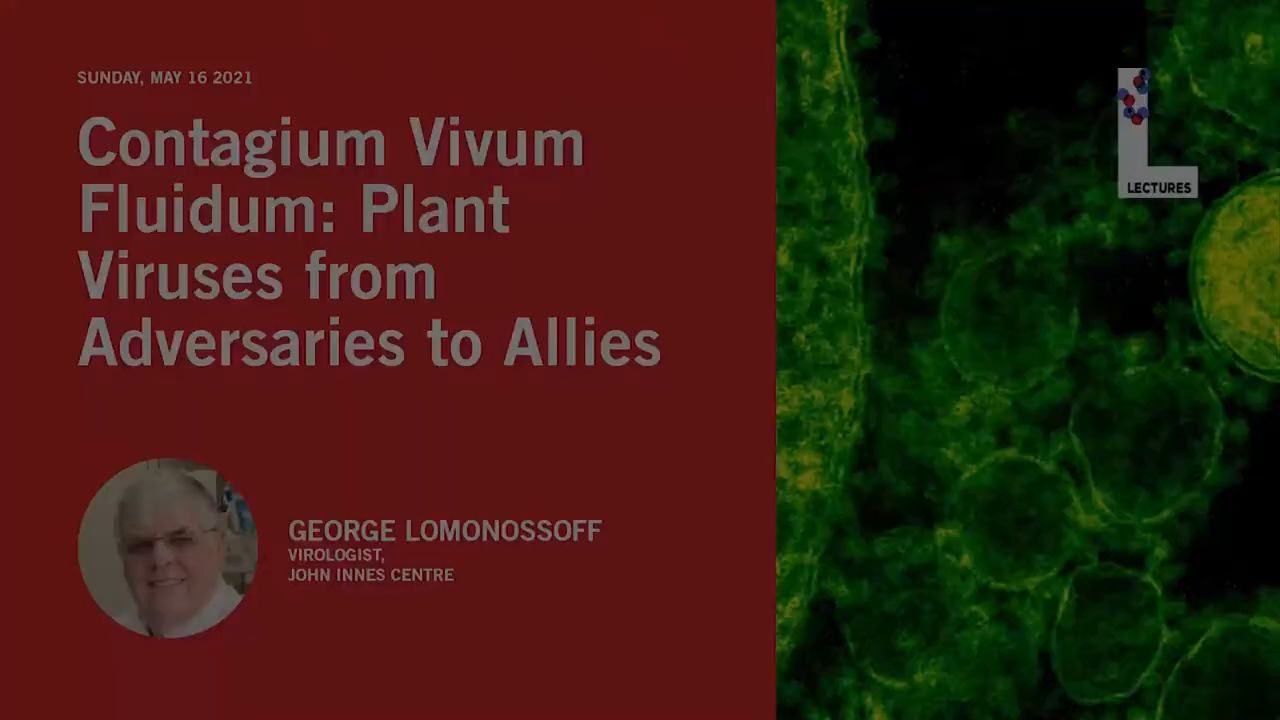 SUNDAY, MAY 16 2021
Contagium Vivum
Fluidum: Plant
Viruses from
Adversaries to Allies
GEORGE LOMONOSSOFF
VIROLOGIST,
JOHN INNES CENTRE
LECTURES